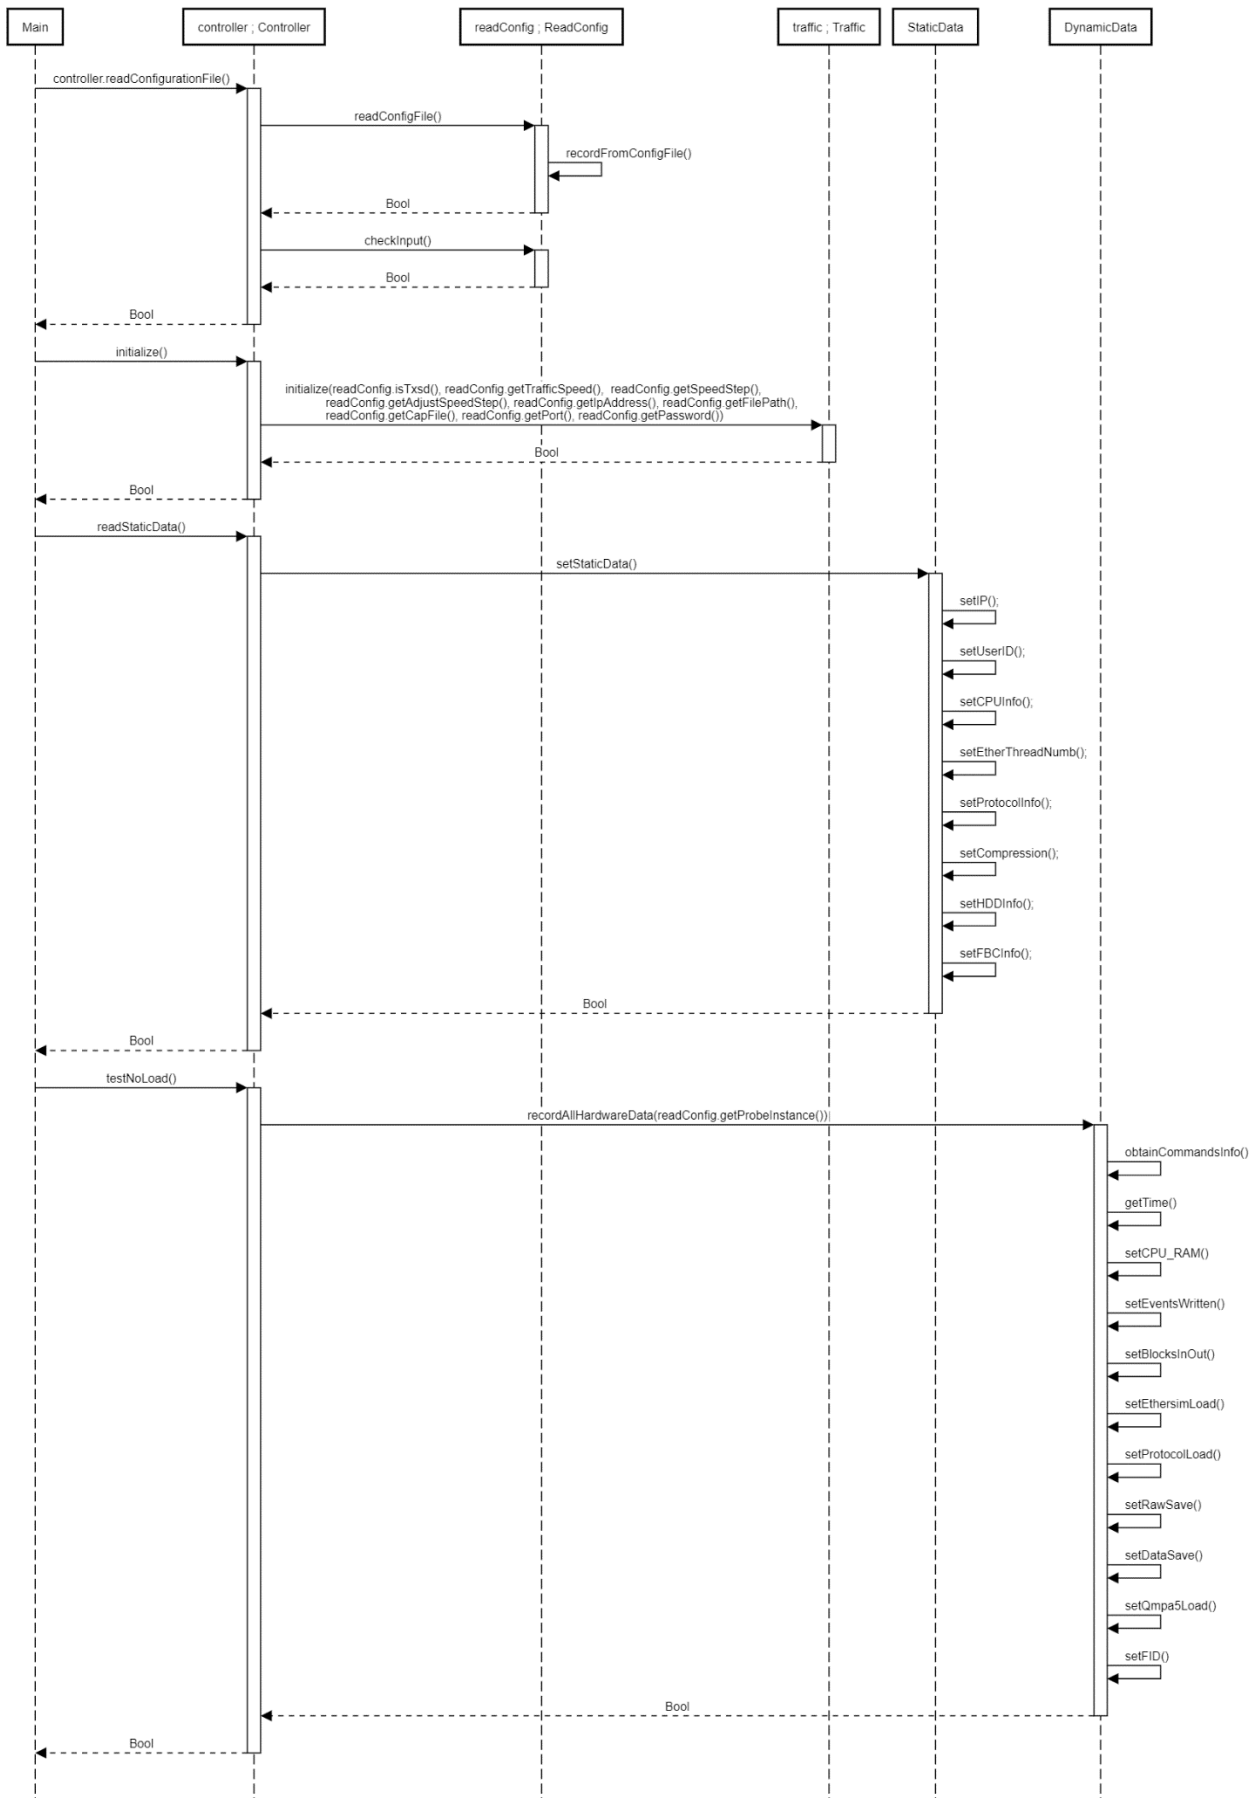 Main
controller ; Controller
readConfig ; ReadConfig
traffic ; Traffic
StaticData
DynamicData
controller.readConfigurationFile()
readConfigFile()
recordFromConfigFile()
Bool
checkInput()
Bool
Bool
initialize()
initialize(readConfig.isTxsd(), readConfig.getTrafficSpeed(), readConfig.getSpeedStep(),
readConfig.getAdjustSpeedStep(), readConfig.getIpAddress(), readConfig.getFilePath(),
readConfig.getCapFile(), readConfig.getPort(), readConfig.getPassword())
Bool
Bool
readStaticData()
setStaticData()
setIP();
setUserID();
setCPUInfo();
setEtherThreadNumb();
setProtocolInfo();
setCompression();
setHDDInfo();
setFBCInfo();
Bool
Bool
testNoLoad()
recordAllHardwareData(readConfig.getProbeInstance())
obtainCommandsInfo()
getTime()
setCPU_RAM()
setEventsWritten()
setBlocksInOut()
setEthersimLoad()
setProtocolLoad()
setRawSave()
setDataSave()
setQmpa5Load()
setFID()
Bool
Bool